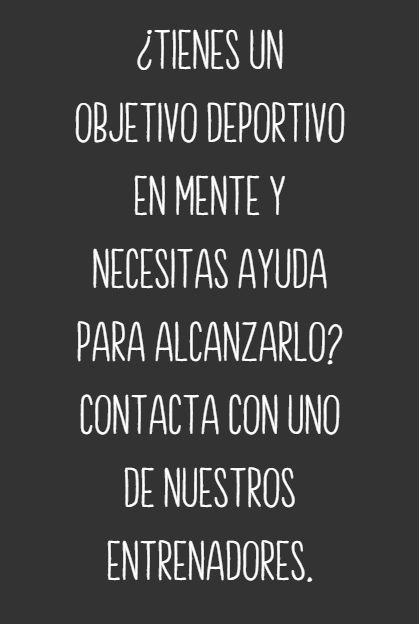 ¿TIENES UN
OBJETIVO DEPORTIVO
EN MENTE Y
NECESITAS AYUDA
PARA ALCANZARLO?
CONTACTA CON UNO
DE NUESTROS
ENTRENADORES.